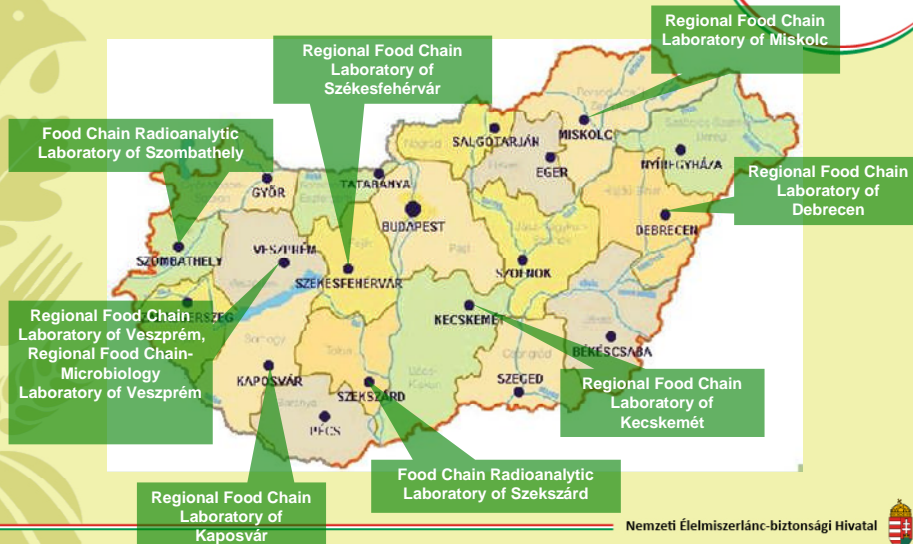 Regional Food Chain
Laboratory of Miskolc
Regional Food Chain
Laboratory of
Székesfehérvár
Food Chain Radioanalytic
Laboratory of Szombathely
Regional Food Chain
Laboratory of
Debrecen
SALGÓTARJÁN
MISKOLC
NYÍREGYHÁZA
EGER
GYŐR
TATABÁNYA
BUDAPEST
DEBRECEN
SZOMBATHELY
VESZPRÉM
SZÉKESFEHÉRVÁR
SZOLNOK
Regional Food Chain
Laboratory of Veszprém,
Regional Food Chain-
Microbiology
Laboratory of Veszprém
KECSKEMÉT
BÉKÉSCSABA
KAPOSVÁR
SZEKSZÁRD
SZEGED
PÉCS
Regional Food Chain
Laboratory of
Kecskemét
Food Chain Radioanalytic
Laboratory of Szekszárd
Regional Food Chain
Laboratory of
Kaposvár
Nemzeti Élelmiszerlánc-biztonsági Hivatal